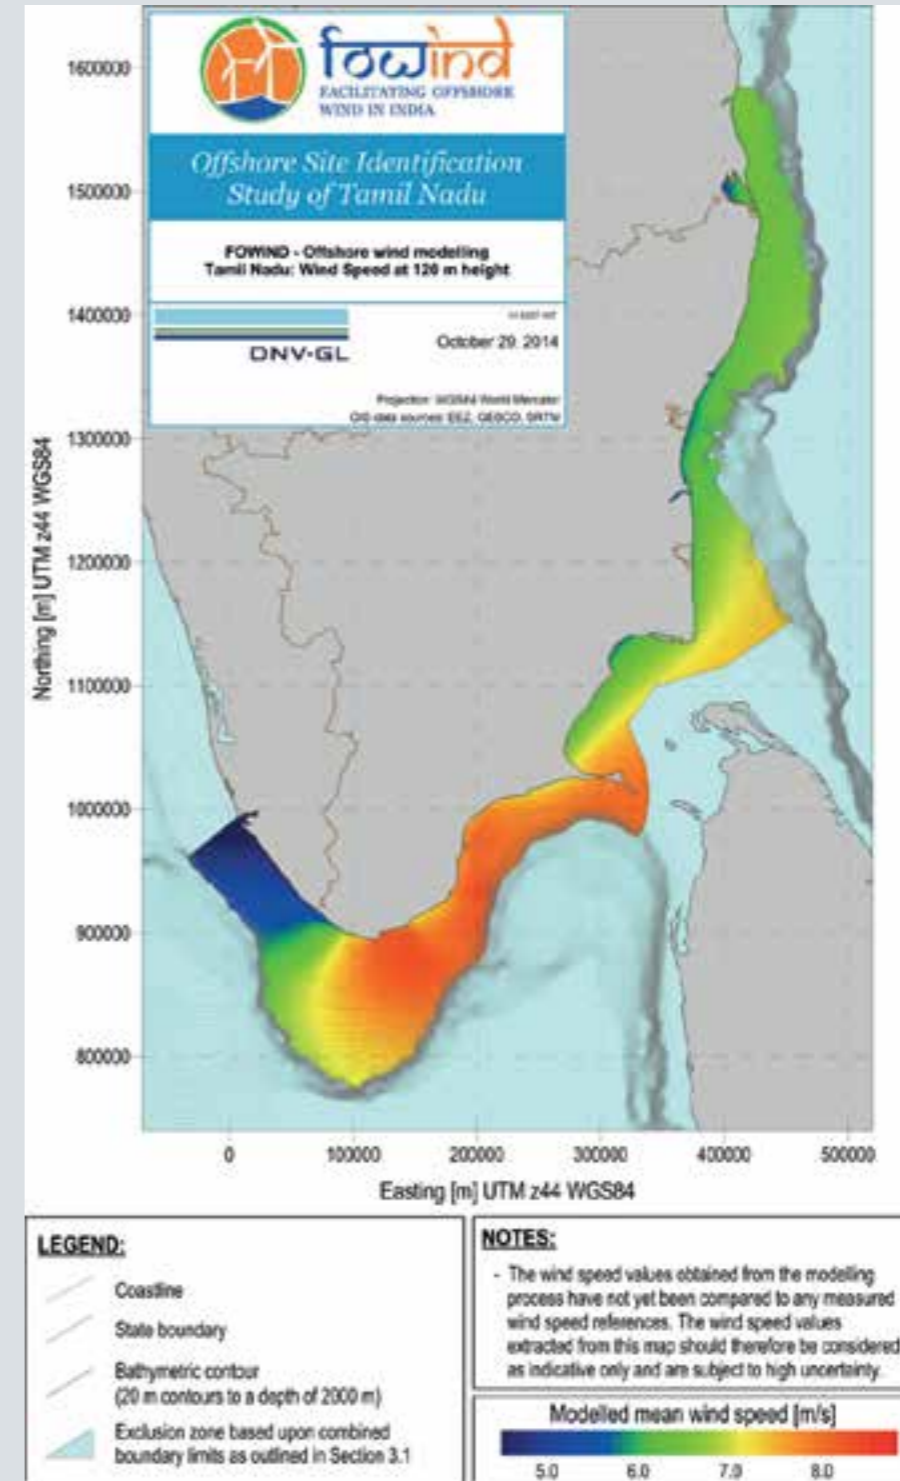 fowind
FACILITATING OFFSHORE
WIND IN INDIA
Offshore Site Identification
Study of Tamil Nadu
FOWIND - Offshore wind modelling
Tamil Nadu: Wind Speed at 120 m height
DNV·GL
October 29, 2014
Projection: WGS84 World Mercator
GIS data sources: EEZ, GEBCO, SRTM
Northing [m] UTM z44 WGS84
1600000
1500000
1400000
1300000
1200000
1100000
1000000
900000
800000
0
100000
200000
300000
400000
500000
Easting [m] UTM z44 WGS84
LEGEND:
Coastline
State boundary
Bathymetric contour
(20 m contours to a depth of 2000 m)
Exclusion zone based upon combined
boundary limits as outlined in Section 3.1
NOTES:
- The wind speed values obtained from the modelling
process have not yet been compared to any measured
wind speed references. The wind speed values
extracted from this map should therefore be considered
as indicative only and are subject to high uncertainty.
Modelled mean wind speed [m/s]
5.0 6.0 7.0 8.0